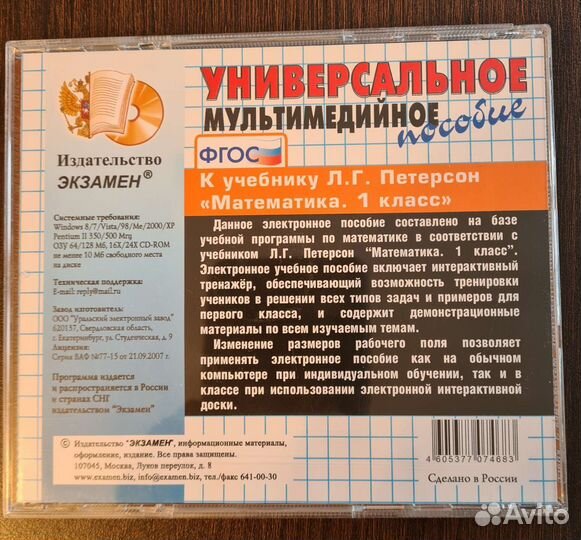 УНИВЕРСАЛЬНОЕ
МУЛЬТИМЕДИЙНОЕ
пособие
ФГОС
К учебнику Л.Г. Петерсон
«Математика. 1 класс»
Издательство
ЭКЗАМЕН®
Системные требования:
Windows 8/7/Vista/98/Me/2000/XP
Pentium II 350/500 Мгц
ОЗУ 64/128 Мб, 16X/24X CD-ROM
не менее 10 Мб свободного места
на диске
Техническая поддержка:
E-mail: reply@mail.ru
Завод изготовитель:
ООО "Уральский электронный завод"
620137, Свердловская область,
г. Екатеринбург, ул. Студенческая, 9
Лицензия:
Серия ВАФ №77-15 от 21.09.2007 г.
Программа издается
и распространяется в России
и странах СНГ
издательством "Экзамен"
Данное электронное пособие составлено на базе
учебной программы по математике в соответствии с
учебником Л.Г. Петерсон "Математика. 1 класс".
Электронное учебное пособие включает интерактивный
тренажёр, обеспечивающий возможность тренировки
учеников в решении всех типов задач и примеров для
первого класса, и содержит демонстрационные
материалы по всем изучаемым темам.
Изменение размеров рабочего поля позволяет
применять электронное пособие как на обычном
компьютере при индивидуальном обучении, так и в
классе при использовании электронной интерактивной
доски.
© Издательство "ЭКЗАМЕН", информационные материалы,
оформление, издание. Все права защищены.
107045, Москва, Луков переулок, д. 8
www.examen.biz, info@examen.biz, тел./факс 641-00-30
4 605377 074683
Сделано в России
Avito